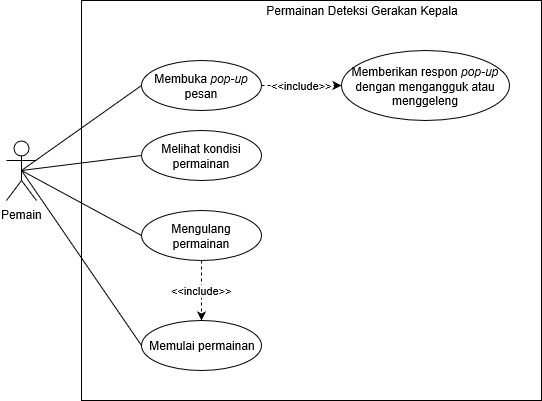 Permainan Deteksi Gerakan Kepala
Membuka pop-up
pesan
<<include>>
Memberikan respon pop-up
dengan mengangguk atau
menggeleng
Melihat kondisi
permainan
Pemain
Mengulang
permainan
<<include>>
Memulai permainan